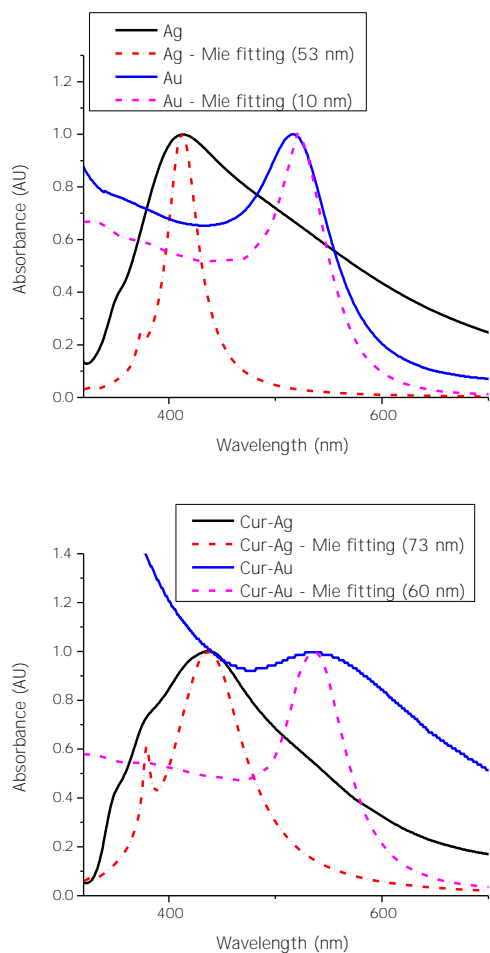 Ag
Ag - Mie fitting (53 nm)
Au
Au - Mie fitting (10 nm)
1.2
1.0
0.8
0.6
0.4
0.2
0.0
Absorbance (AU)
400
600
Wavelength (nm)
Cur-Ag
Cur-Ag - Mie fitting (73 nm)
Cur-Au
Cur-Au - Mie fitting (60 nm)
1.4
1.2
1.0
0.8
0.6
0.4
0.2
0.0
Absorbance (AU)
400
600
Wavelength (nm)